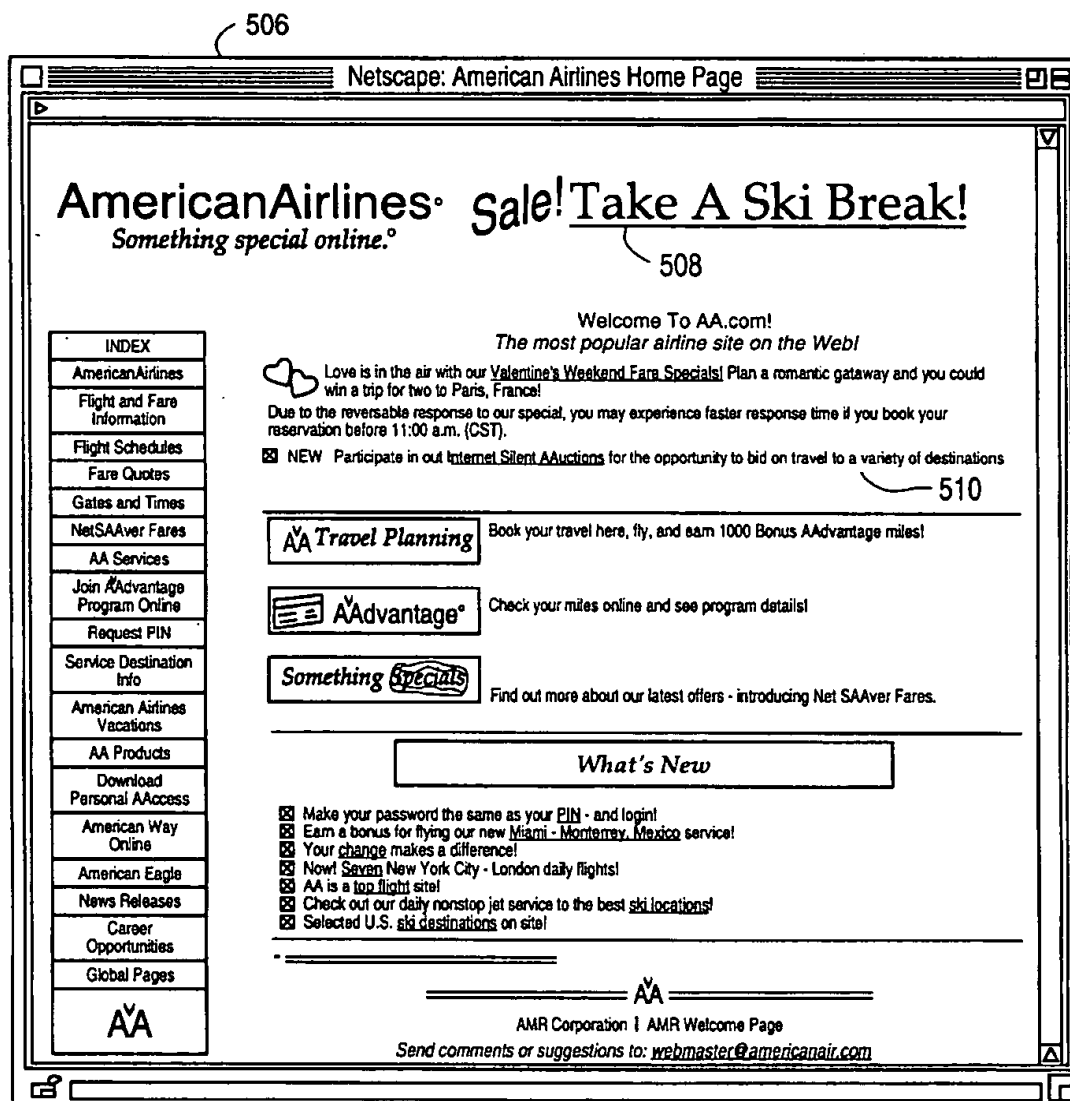 506
Netscape: American Airlines Home Page
AmericanAirlines° Sale! Take A Ski Break!
Something special online.°
508
Welcome To AA.com!
The most popular airline site on the Web!
Love is in the air with our Valentine's Weekend Fare Specials! Plan a romantic gataway and you could
win a trip for two to Paris, France!
Due to the reversable response to our special, you may experience faster response time if you book your
reservation before 11:00 a.m. (CST).
NEW Participate in out Internet Silent AAuctions for the opportunity to bid on travel to a variety of destinations
510
INDEX
AmericanAirlines
Flight and Fare
Information
Flight Schedules
Fare Quotes
Gates and Times
NetSAAver Fares
AA Services
Join AAdvantage
Program Online
Request PIN
Service Destination
Info
American Airlines
Vacations
AA Products
Download
Personal AAccess
American Way
Online
American Eagle
News Releases
Career
Opportunities
Global Pages
AA
AA Travel Planning Book your travel here, fly, and earn 1000 Bonus AAdvantage miles!
AAdvantage° Check your miles online and see program details!
Something Specials
Find out more about our latest offers - introducing Net SAAver Fares.
What's New
Make your password the same as your PIN - and login!
Earn a bonus for flying our new Miami - Monterrey, Mexico service!
Your change makes a difference!
Now! Seven New York City - London daily flights!
AA is a top flight site!
Check out our daily nonstop jet service to the best ski locations!
Selected U.S. ski destinations on site!
AA
AMR Corporation | AMR Welcome Page
Send comments or suggestions to: webmaster@americanair.com